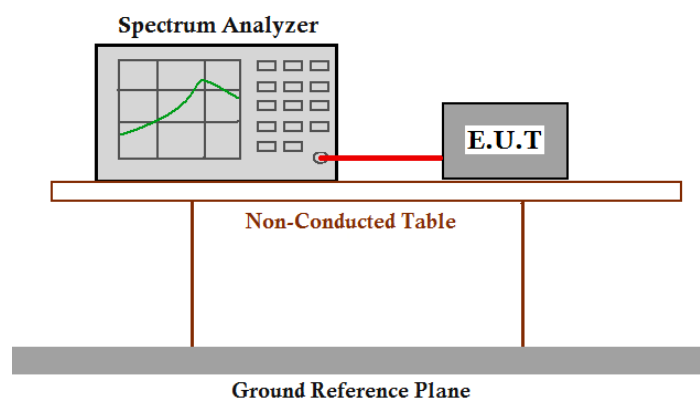 Spectrum Analyzer
E.U.T
Non-Conducted Table
Ground Reference Plane